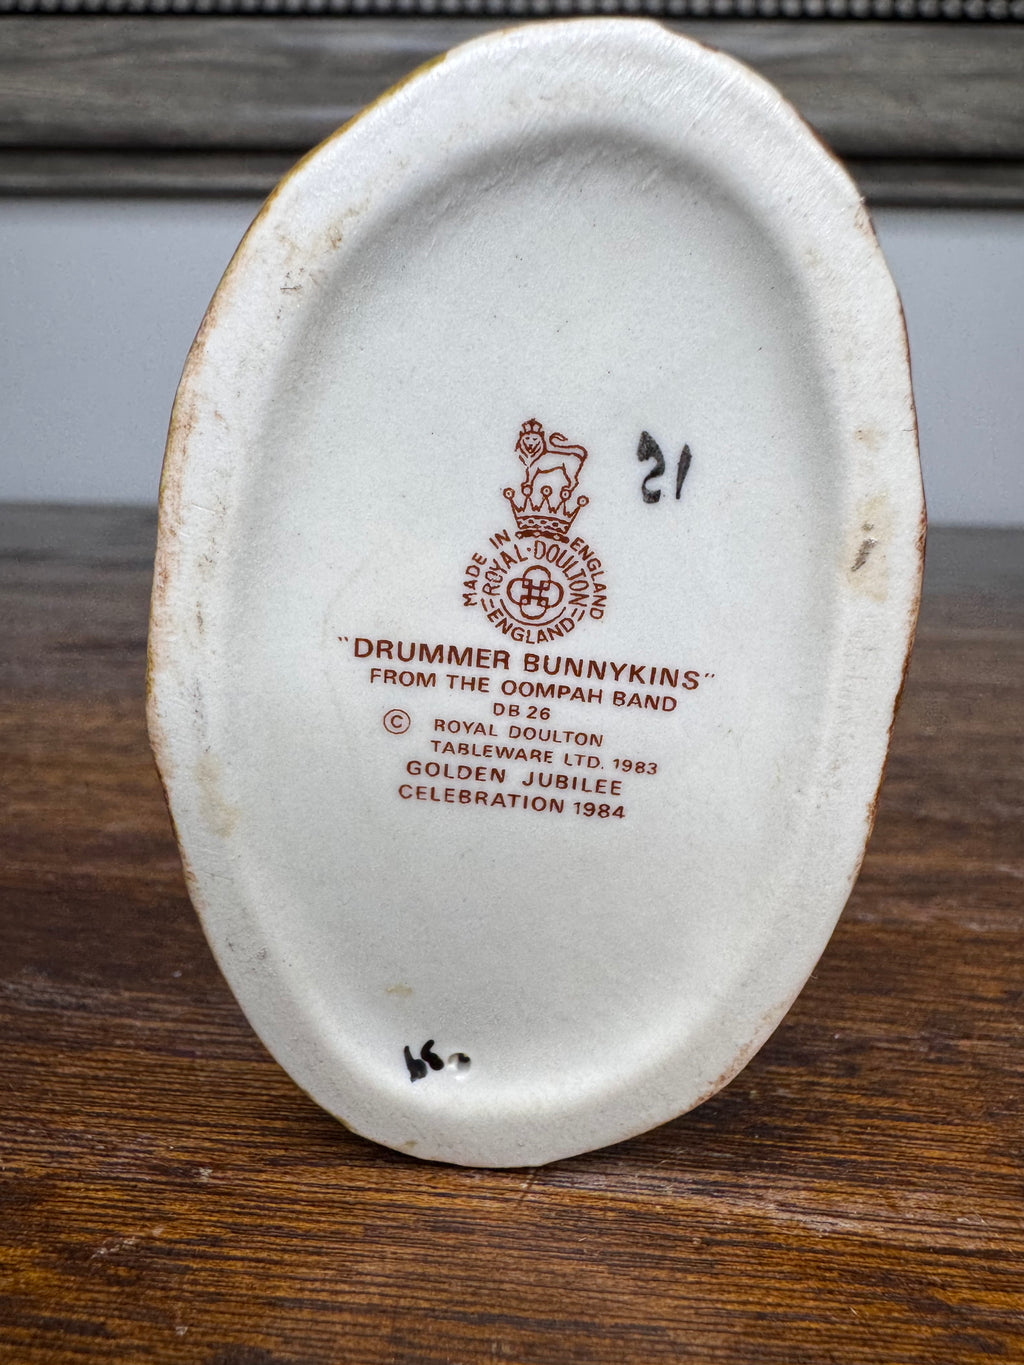 MADE IN ENGLAND
ROYAL · DOULTON
ENGLAND
"DRUMMER BUNNYKINS"
FROM THE OOMPAH BAND
DB 26
© ROYAL DOULTON
TABLEWARE LTD. 1983
GOLDEN JUBILEE
CELEBRATION 1984